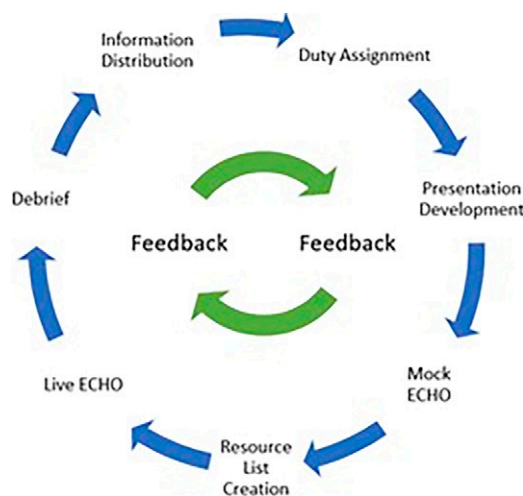 Information
Distribution
Duty Assignment
Presentation
Development
Mock
ECHO
Resource
List
Creation
Live ECHO
Debrief
Feedback
Feedback